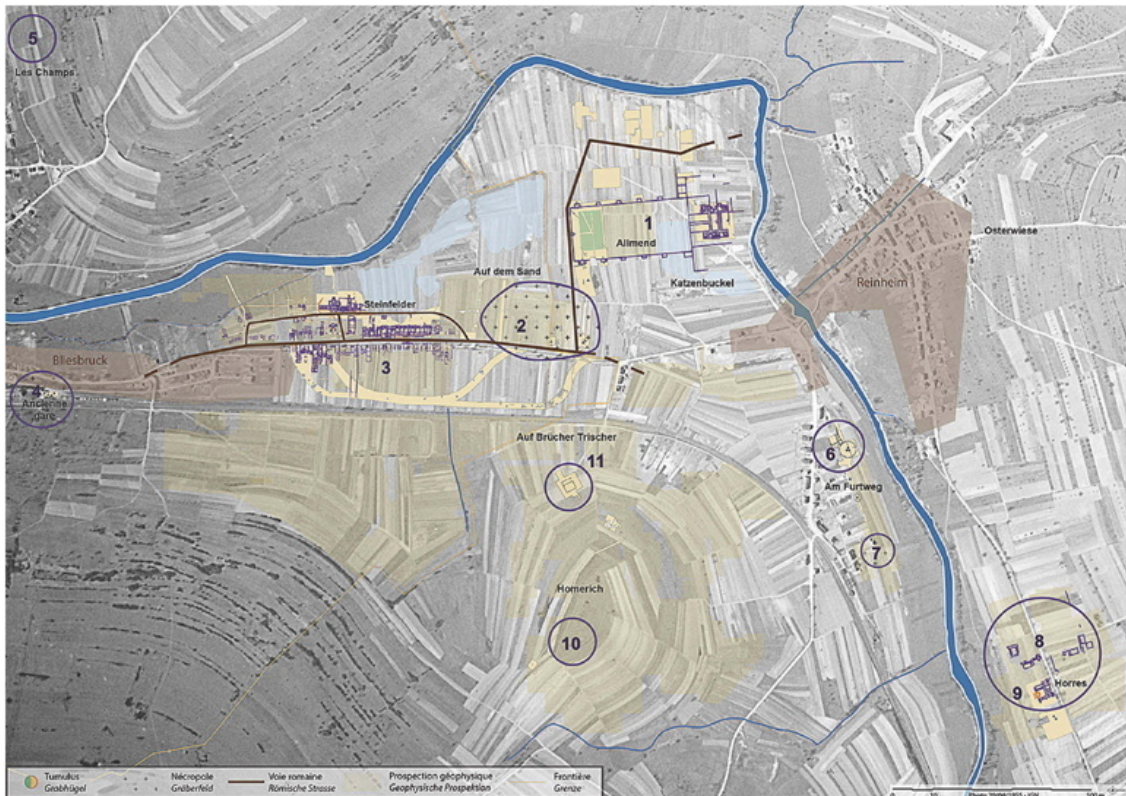 5
Les Champs
1
Allmend
Osterwiese
Auf dem Sand
Katzenbuckel
Reinheim
Steinfelder
2
Bliesbruck
3
4
Ancienne
gare
Auf Brücher Trischer
6
11
Am Furtweg
7
Homerich
10
8
9
Horres
Tumulus
Grabhügel
Nécropole
Gräberfeld
Voie romaine
Römische Strasse
Prospection géophysique
Geophysische Prospektion
Frontière
Grenze